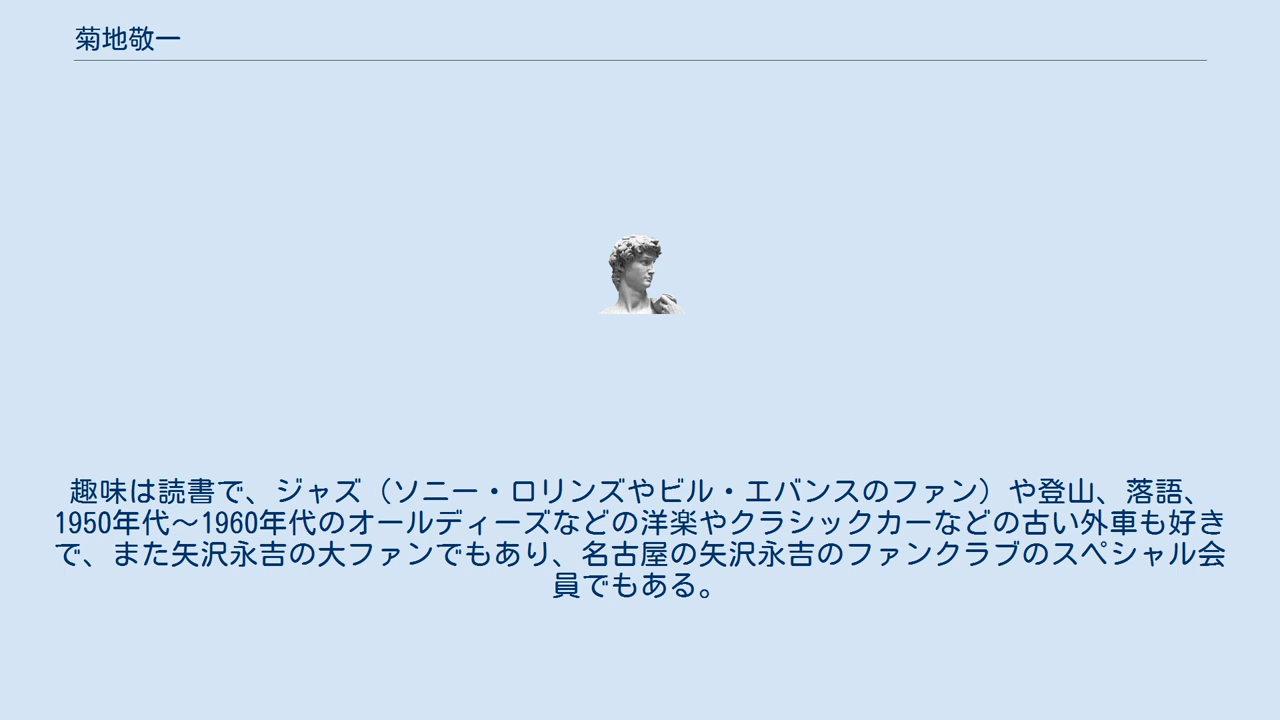 菊地敬一
趣味は読書で、ジャズ（ソニー・ロリンズやビル・エバンスのファン）や登山、落語、
1950年代～1960年代のオールディーズなどの洋楽やクラシックカーなどの古い外車も好き
で、また矢沢永吉の大ファンでもあり、名古屋の矢沢永吉のファンクラブのスペシャル会
員でもある。